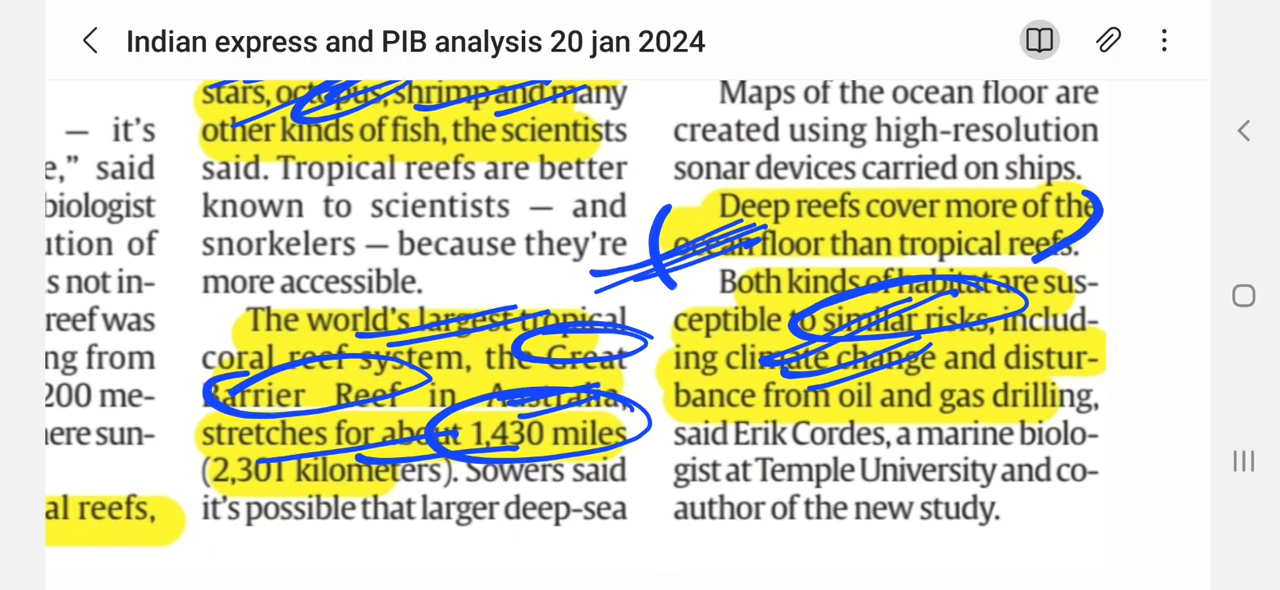 Indian express and PIB analysis 20 jan 2024
— it's
e,” said
biologist
ution of
s not in-
reef was
ng from
200 me-
ere sun-
al reefs,
stars, octopus, shrimp and many
other kinds of fish, the scientists
said. Tropical reefs are better
known to scientists — and
snorkelers — because they're
more accessible.
The world's largest tropical
coral reef system, the Great
Barrier Reef in Australia,
stretches for about 1,430 miles
(2,301 kilometers). Sowers said
it's possible that larger deep-sea
Maps of the ocean floor are
created using high-resolution
sonar devices carried on ships.
Deep reefs cover more of the
ocean floor than tropical reefs.
Both kinds of habitat are sus-
ceptible to similar risks, includ-
ing climate change and distur-
bance from oil and gas drilling,
said Erik Cordes, a marine biolo-
gist at Temple University and co-
author of the new study.